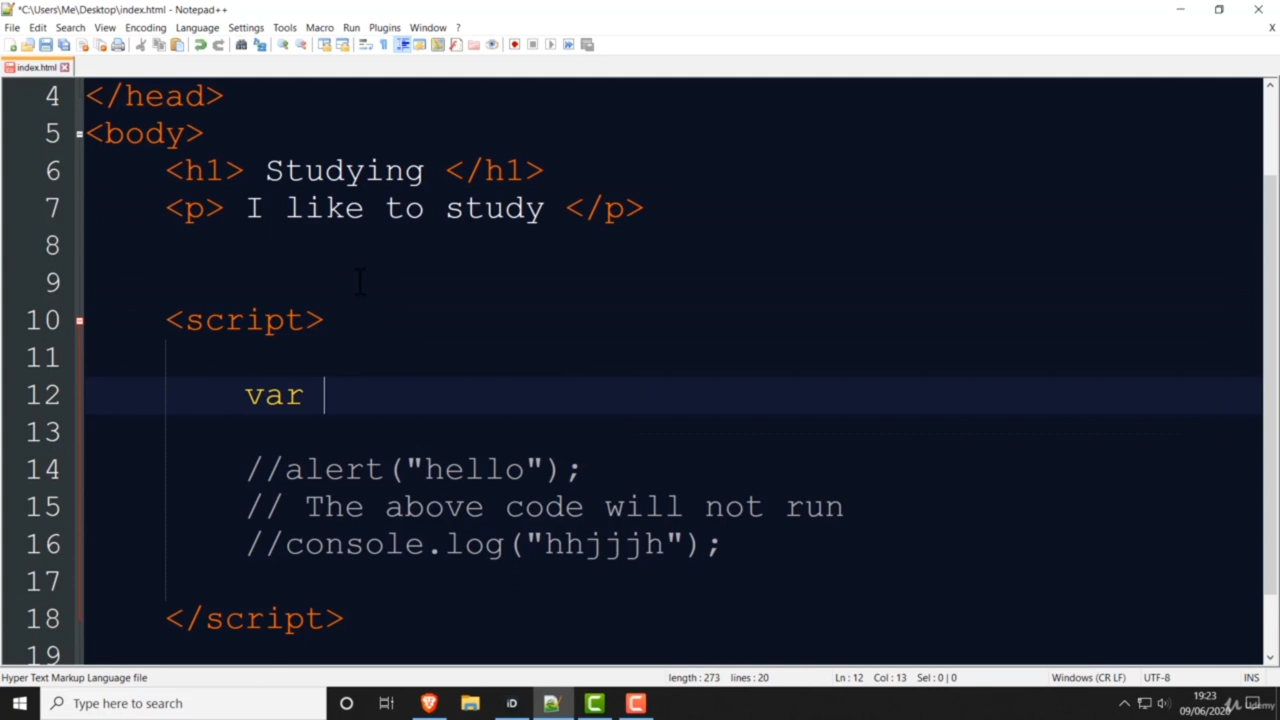 *C:\Users\Me\Desktop\index.html - Notepad++
File Edit Search View Encoding Language Settings Tools Macro Run Plugins Window ? X
index.html
4 </head>
5 <body>
6 <h1> Studying </h1>
7 <p> I like to study </p>
8
9
10 <script>
11
12 var
13
14 //alert("hello");
15 // The above code will not run
16 //console.log("hhjjjh");
17
18 </script>
19
Hyper Text Markup Language file length : 273 lines : 20 Ln : 12 Col : 13 Sel : 0 | 0 Windows (CR LF) UTF-8 INS
Type here to search iD 19:23
09/06/2020 Udemy